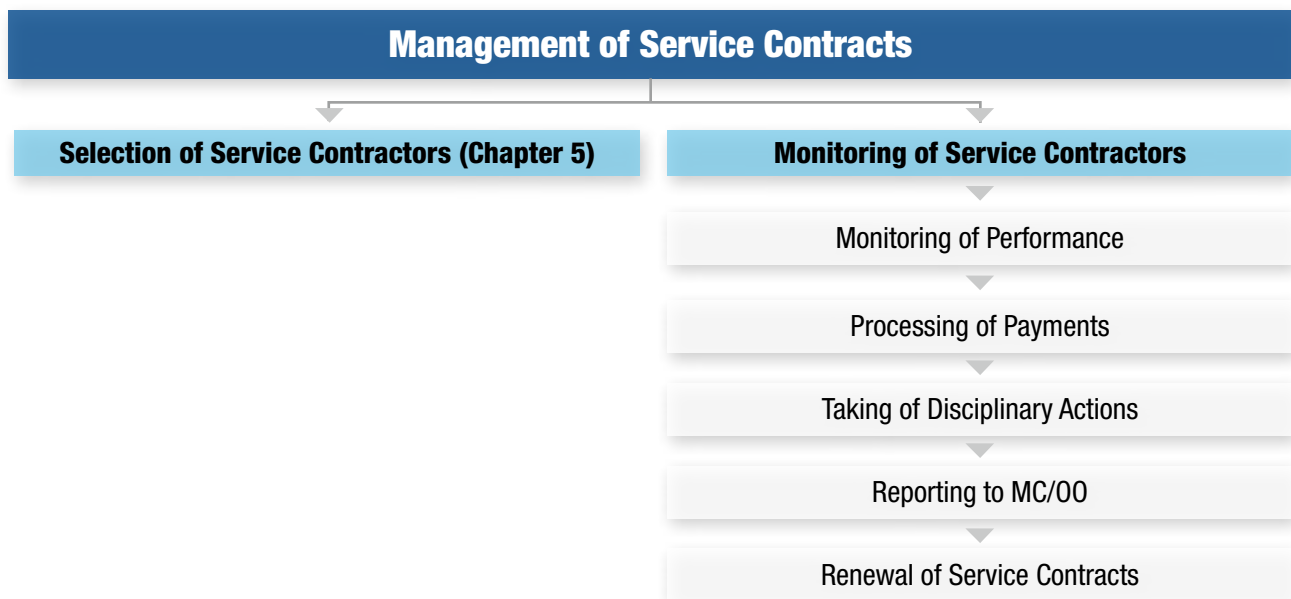 Management of Service Contracts
Selection of Service Contractors (Chapter 5)
Monitoring of Service Contractors
Monitoring of Performance
Processing of Payments
Taking of Disciplinary Actions
Reporting to MC/OO
Renewal of Service Contracts